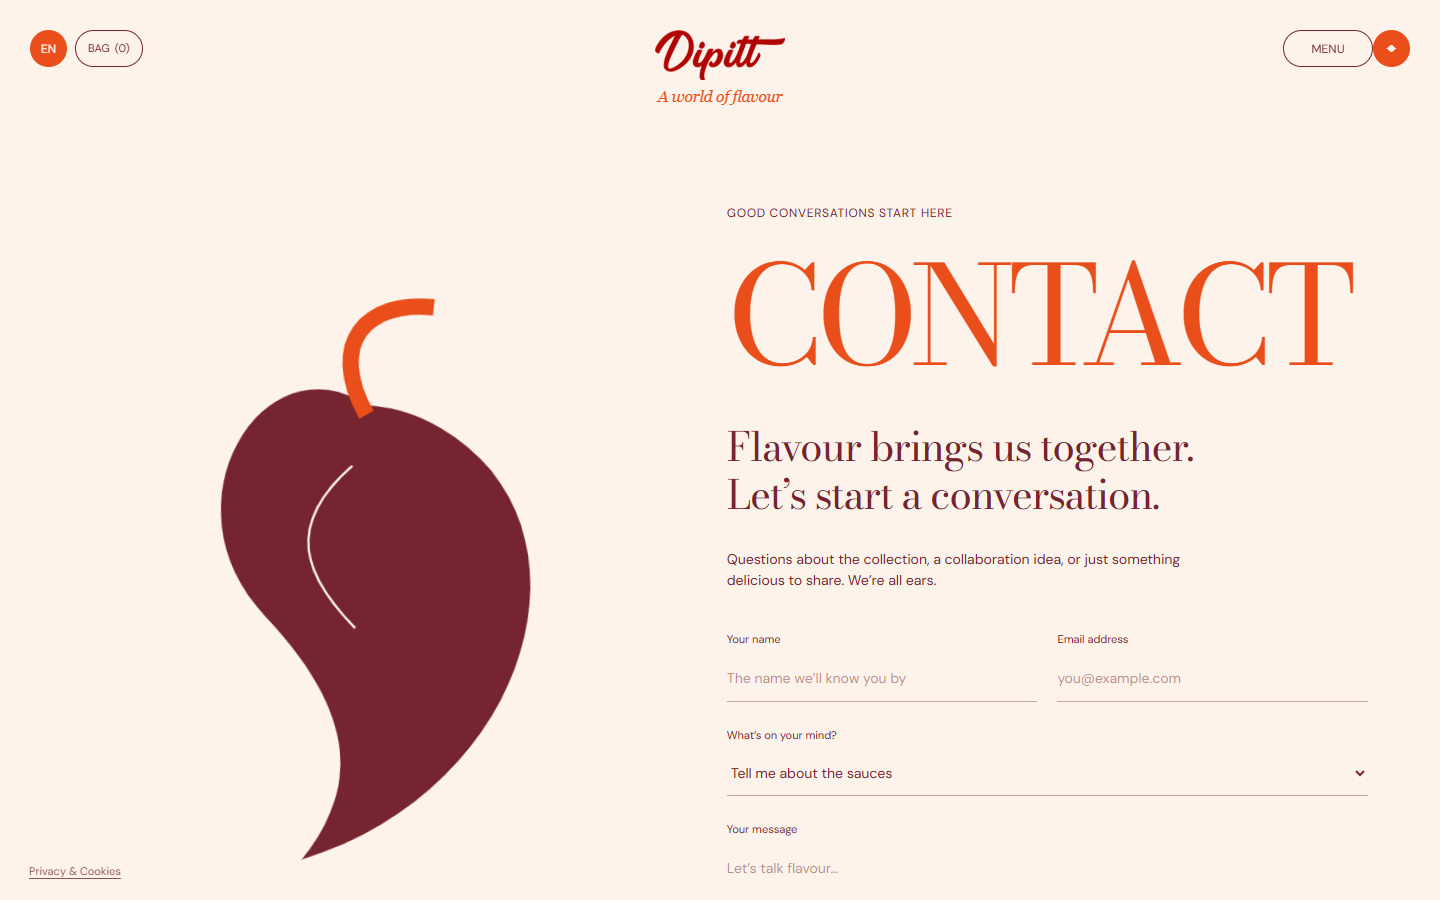 EN
BAG (0)
Dipitt
A world of flavour
MENU
GOOD CONVERSATIONS START HERE
CONTACT
Flavour brings us together.
Let’s start a conversation.
Questions about the collection, a collaboration idea, or just something
delicious to share. We’re all ears.
Your name
Email address
The name we’ll know you by
you@example.com
What’s on your mind?
Tell me about the sauces
Your message
Let’s talk flavour…
Privacy & Cookies